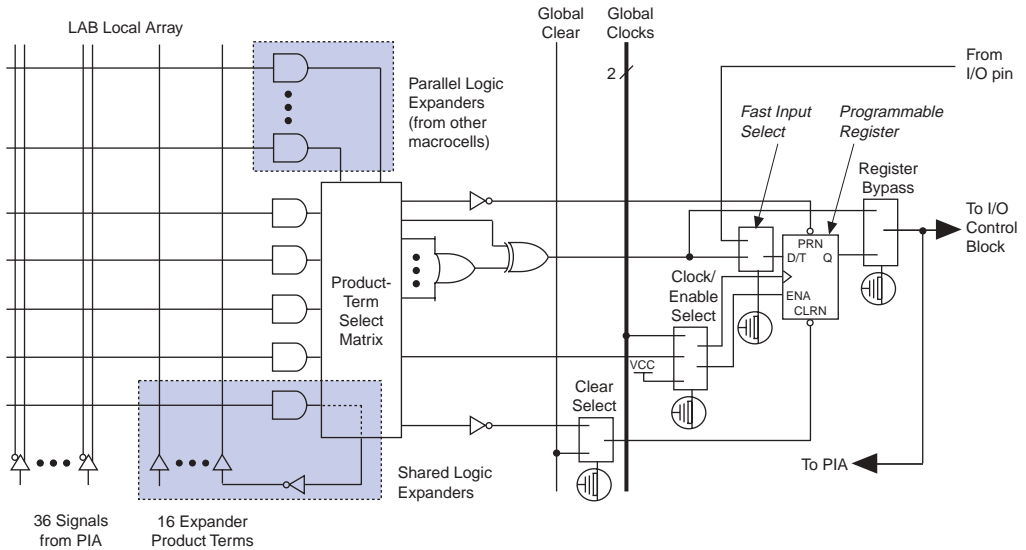 LAB Local Array
Global
Clear
Global
Clocks
2
From
I/O pin
Parallel Logic
Expanders
(from other
macrocells)
Fast Input
Select
Programmable
Register
Register
Bypass
To I/O
Control
Block
PRN
D/T Q
ENA
CLRN
Product-
Term
Select
Matrix
Clock/
Enable
Select
VCC
Clear
Select
To PIA
Shared Logic
Expanders
36 Signals
from PIA
16 Expander
Product Terms